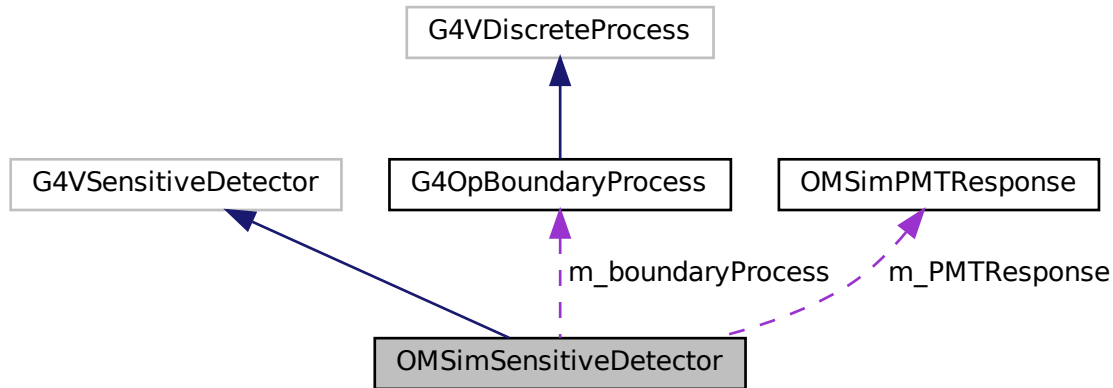 G4VDiscreteProcess
G4VSensitiveDetector
G4OpBoundaryProcess
OMSimPMTResponse
m_boundaryProcess
m_PMTResponse
OMSimSensitiveDetector